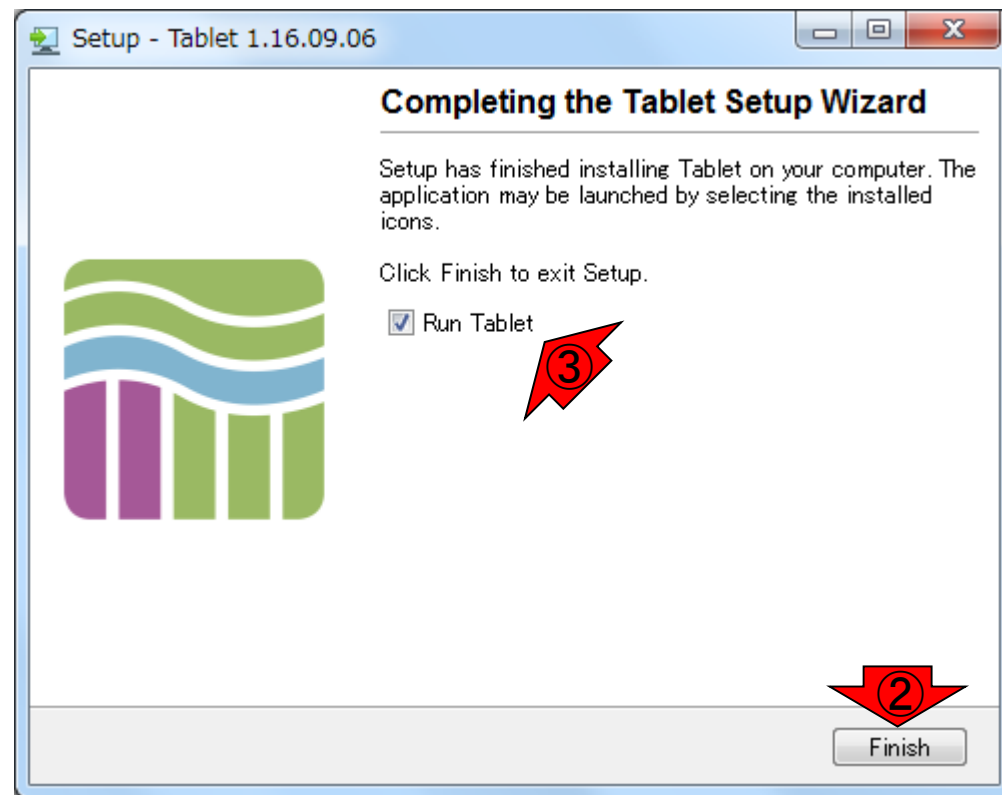 Setup - Tablet 1.16.09.06
Completing the Tablet Setup Wizard
Setup has finished installing Tablet on your computer. The
application may be launched by selecting the installed
icons.
Click Finish to exit Setup.
Run Tablet
③
②
Finish